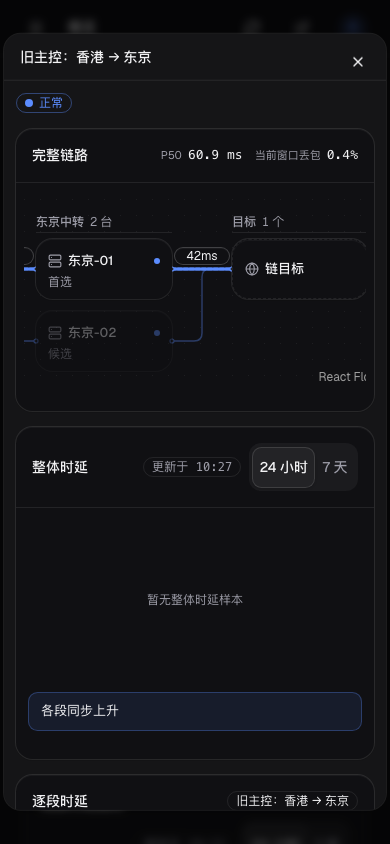 旧主控：香港 → 东京
正常
完整链路 P50 60.9 ms 当前窗口丢包 0.4%
东京中转 2 台 目标 1 个
东京-01 42ms 链目标
首选
东京-02
候选
React Flo
整体时延 更新于 10:27 24 小时 7 天
暂无整体时延样本
各段同步上升
逐段时延 旧主控：香港 → 东京